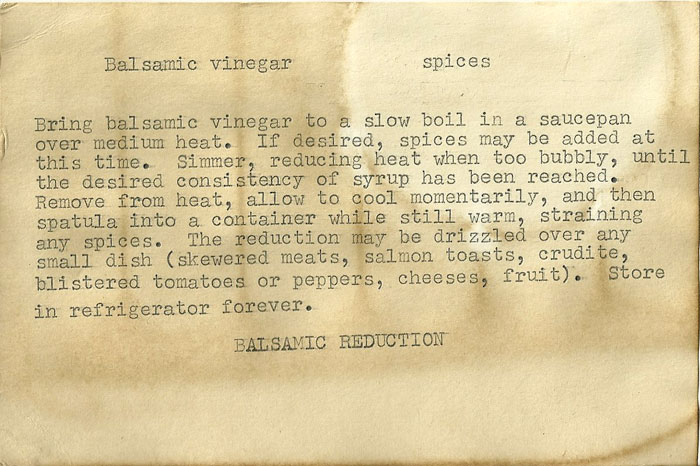 Balsamic vinegar spices
Bring balsamic vinegar to a slow boil in a saucepan
over medium heat. If desired, spices may be added at
this time. Simmer, reducing heat when too bubbly, until
the desired consistency of syrup has been reached.
Remove from heat, allow to cool momentarily, and then
spatula into a container while still warm, straining
any spices. The reduction may be drizzled over any
small dish (skewered meats, salmon toasts, crudite,
blistered tomatoes or peppers, cheeses, fruit). Store
in refrigerator forever.
BALSAMIC REDUCTION